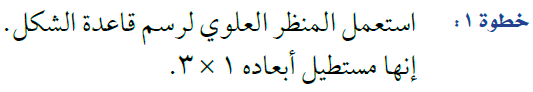 خطوة ١: استعمل المنظر العلوي لرسم قاعدة الشكل.
إنها مستطيل أبعاده ١ × ٣.